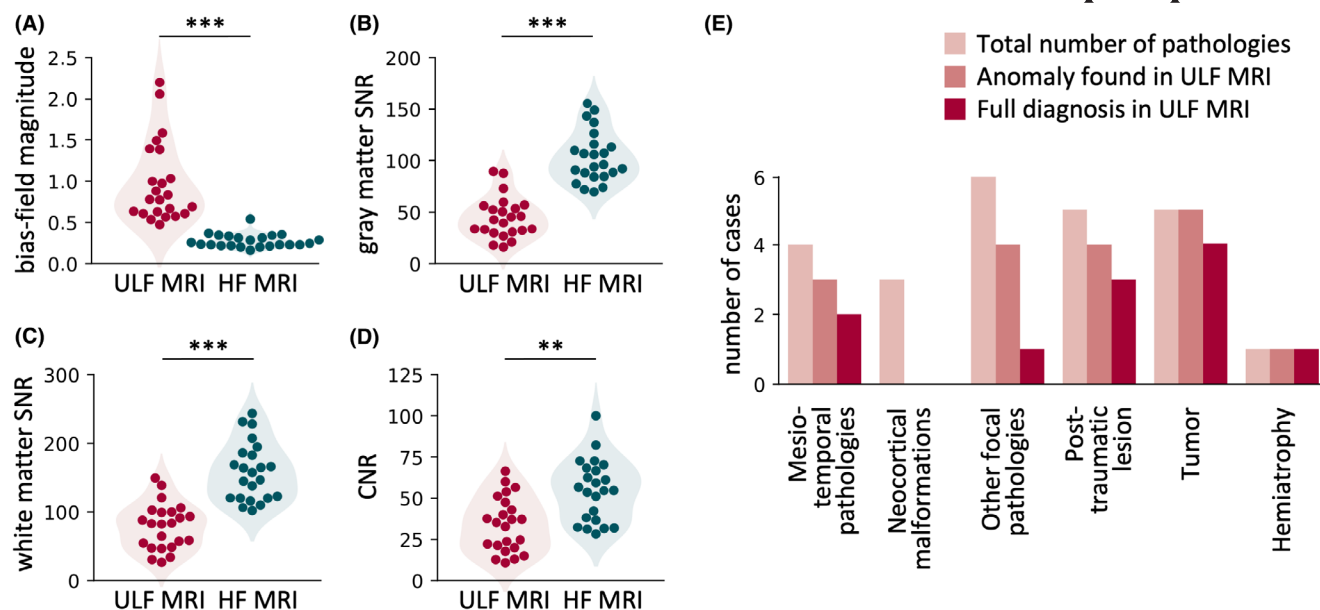 (A)
***
bias-field magnitude
2.5
2.0
1.5
1.0
0.5
0.0
ULF MRI HF MRI
(B)
***
gray matter SNR
200
150
100
50
0
ULF MRI HF MRI
(C)
***
white matter SNR
300
200
100
0
ULF MRI HF MRI
(D)
**
CNR
125
100
75
50
25
0
ULF MRI HF MRI
(E)
Total number of pathologies
Anomaly found in ULF MRI
Full diagnosis in ULF MRI
number of cases
6
4
2
0
Mesio-
temporal
pathologies
Neocortical
malformations
Other focal
pathologies
Post-
traumatic
lesion
Tumor
Hemiatrophy